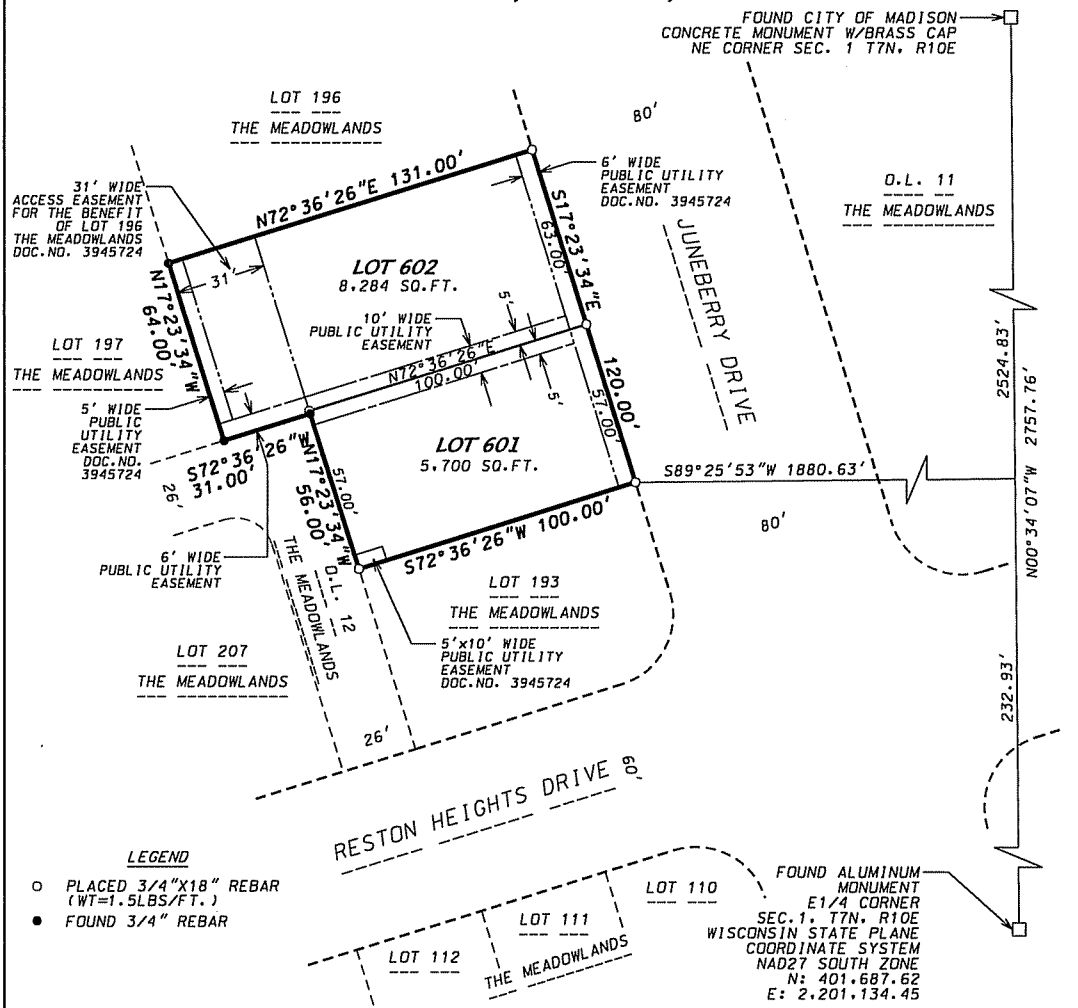 FOUND CITY OF MADISON
CONCRETE MONUMENT W/BRASS CAP
NE CORNER SEC. 1 T7N, R10E
LOT 196
THE MEADOWLANDS
80'
31' WIDE
ACCESS EASEMENT
FOR THE BENEFIT
OF LOT 196
THE MEADOWLANDS
DOC.NO. 3945724
N72°36'26"E 131.00'
6' WIDE
PUBLIC UTILITY
EASEMENT
DOC.NO. 3945724
O.L. 11
THE MEADOWLANDS
S17°23'34"E
63.00'
120.00'
57.00'
JUNEBERRY DRIVE
31'
LOT 602
8,284 SQ.FT.
N17°23'34"W
64.00'
10' WIDE
PUBLIC UTILITY
EASEMENT
5'
N72°36'26"E
100.00'
5'
LOT 197
THE MEADOWLANDS
2524.83'
N00°34'07"W 2757.76'
5' WIDE
PUBLIC
UTILITY
EASEMENT
DOC.NO.
3945724
S72°36'26"W
31.00'
26'
LOT 601
5,700 SQ.FT.
N17°23'34"W
57.00'
56.00'
S89°25'53"W 1880.63'
80'
S72°36'26"W 100.00'
6' WIDE
PUBLIC UTILITY
EASEMENT
O.L. 12
THE MEADOWLANDS
LOT 193
THE MEADOWLANDS
5'x10' WIDE
PUBLIC UTILITY
EASEMENT
DOC.NO. 3945724
LOT 207
THE MEADOWLANDS
232.93'
26'
RESTON HEIGHTS DRIVE
60'
LEGEND
PLACED 3/4"X18" REBAR
(WT=1.5LBS/FT.)
FOUND 3/4" REBAR
LOT 110
LOT 111
LOT 112
THE MEADOWLANDS
FOUND ALUMINUM
MONUMENT
E1/4 CORNER
SEC.1, T7N, R10E
WISCONSIN STATE PLANE
COORDINATE SYSTEM
NAD27 SOUTH ZONE
N: 401,687.62
E: 2,201,134.45